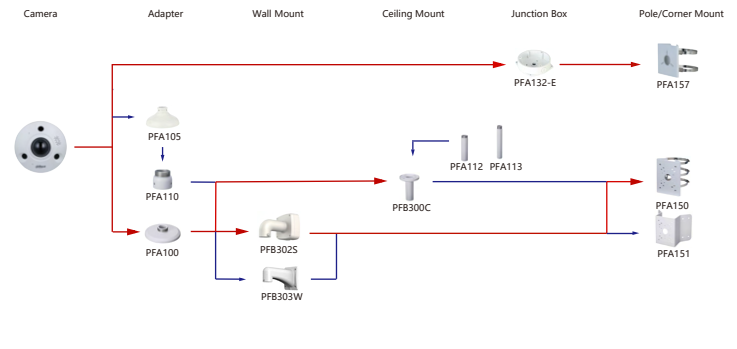 Camera
Adapter
Wall Mount
Ceiling Mount
Junction Box
Pole/Corner Mount
PFA132-E
PFA157
PFA105
PFA112
PFA113
PFA110
PFB300C
PFA150
PFA100
PFB302S
PFA151
PFB303W